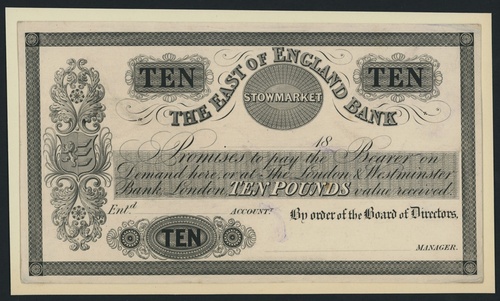 TEN TEN
THE EAST OF ENGLAND BANK
STOWMARKET
18
Promises to pay the Bearer on
Demand here, or at The London & Westminster
Bank London, TEN POUNDS value received.
Entd. ACCOUNTt. By order of the Board of Directors,
TEN
MANAGER.